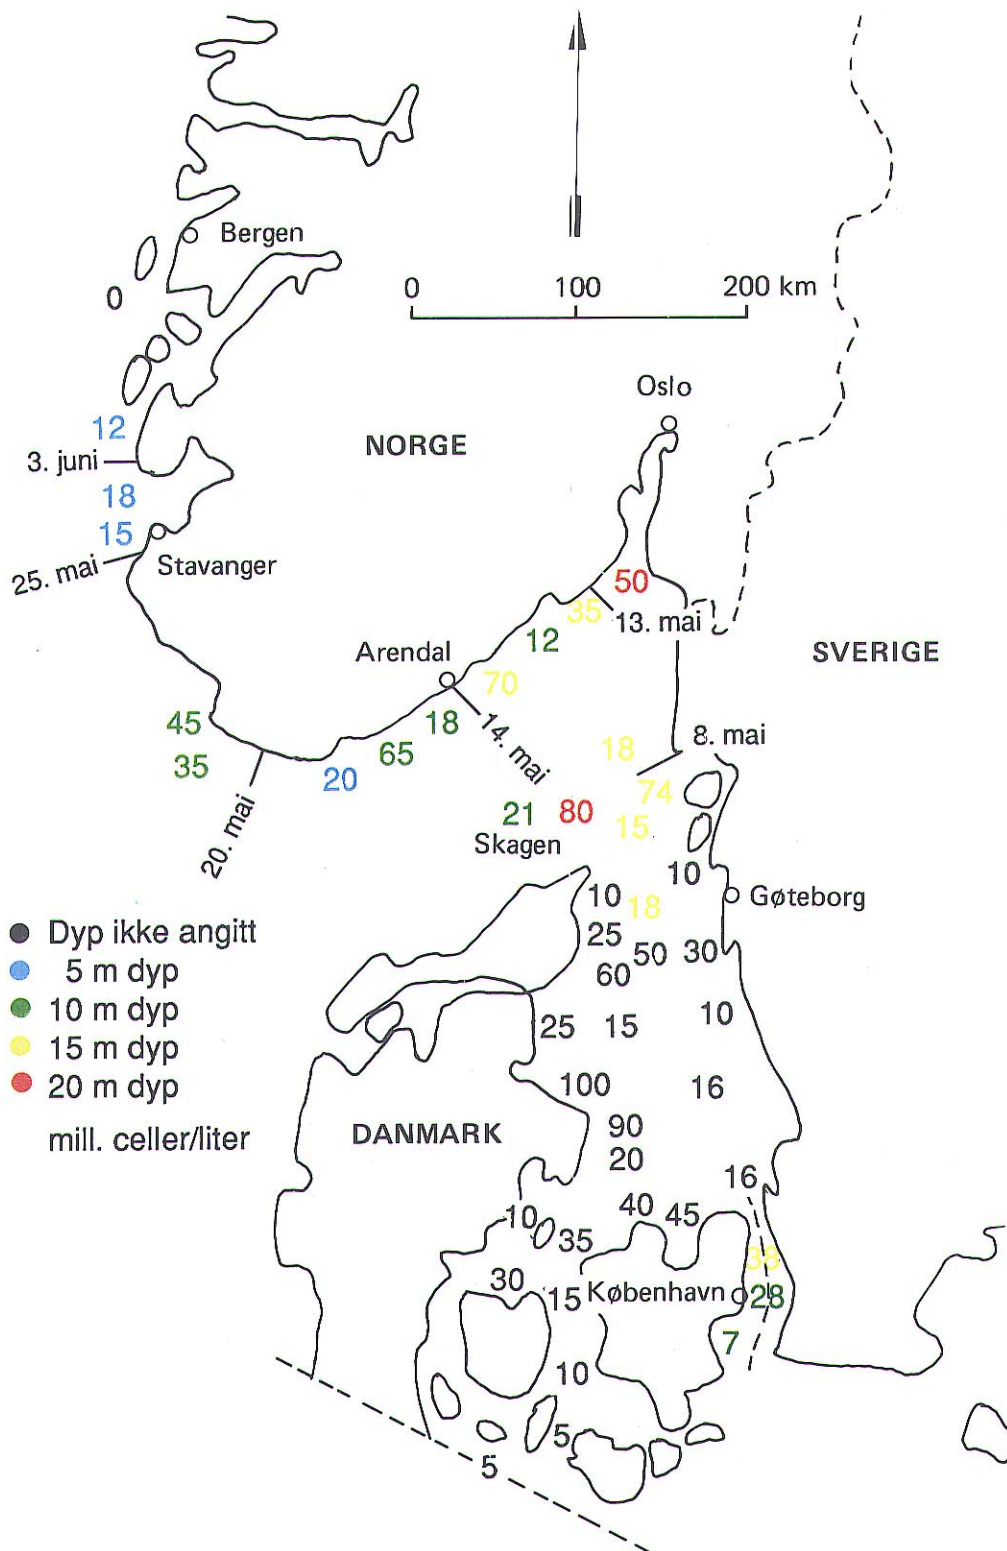 Bergen
0 100 200 km
Oslo
NORGE
12
3. juni
18
15
25. mai
Stavanger
50
35
13. mai
12
SVERIGE
Arendal
70
18
14. mai
45
65
18
8. mai
35
20
74
20. mai
21
80
15
Skagen
10
10
18
Gøteborg
25
50
30
60
Dyp ikke angitt
5 m dyp
10 m dyp
15 m dyp
20 m dyp
mill. celler/liter
25
15
10
100
16
DANMARK
90
20
16
40
45
10
35
38
30
15
København
28
7
10
5
5